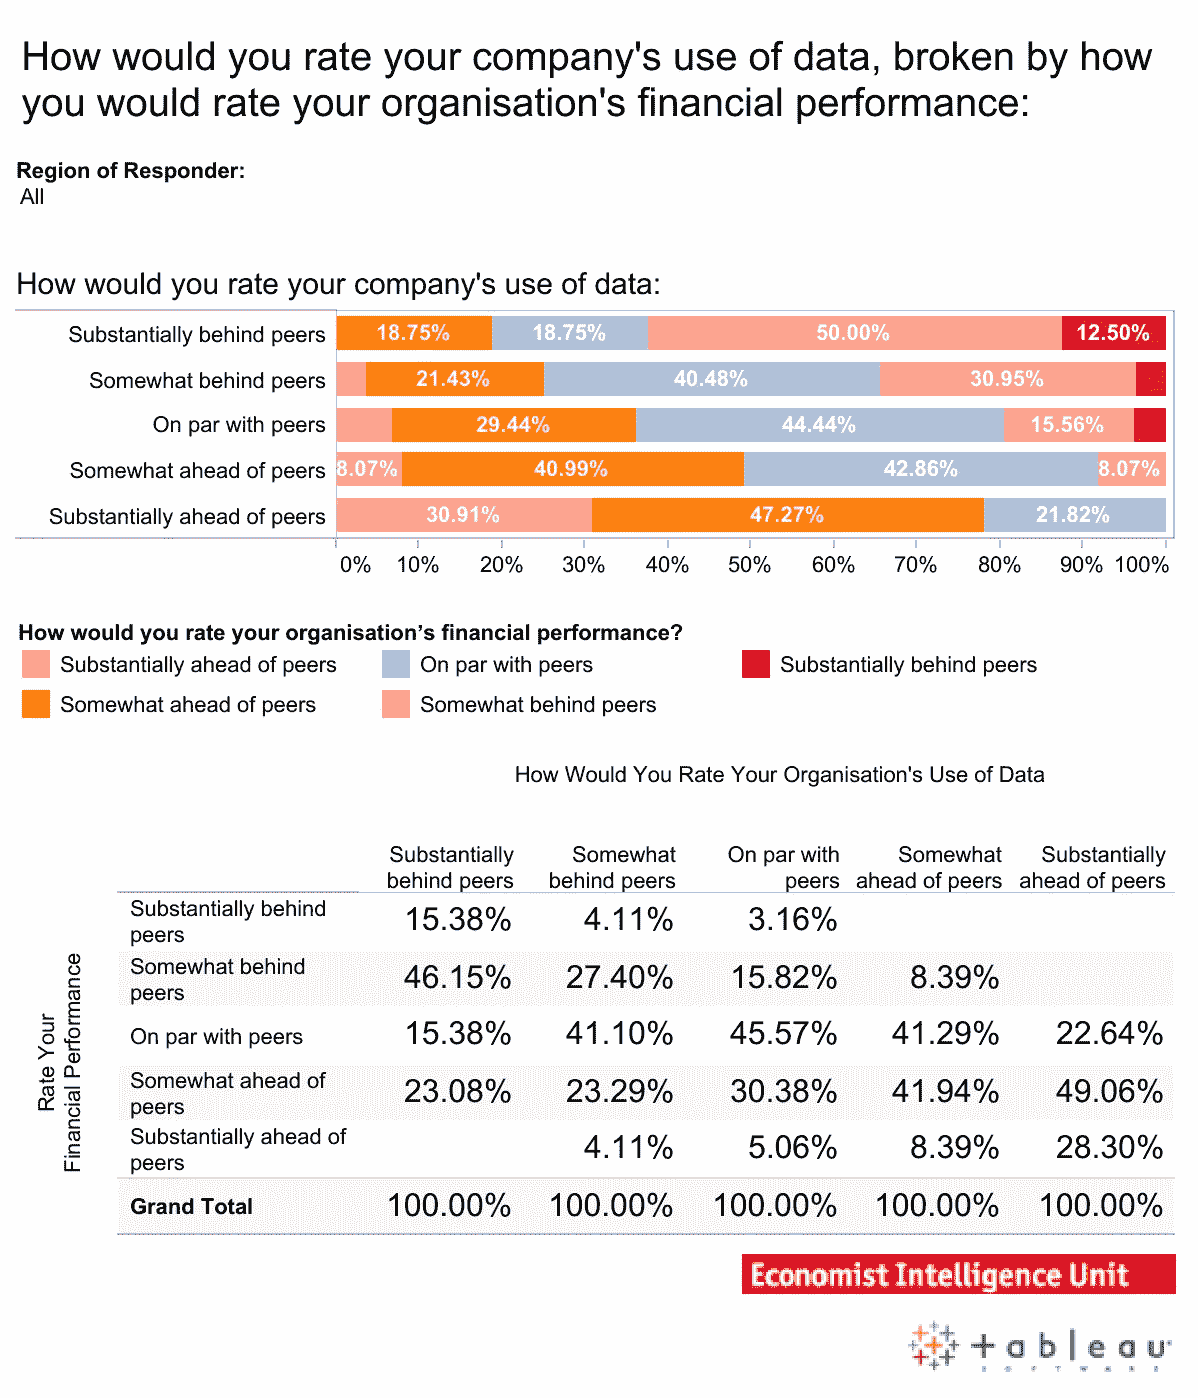 How would you rate your company's use of data, broken by how
you would rate your organisation's financial performance:
Region of Responder:
All
How would you rate your company's use of data:
Substantially behind peers 18.75% 18.75% 50.00% 12.50%
Somewhat behind peers 21.43% 40.48% 30.95%
On par with peers 29.44% 44.44% 15.56%
Somewhat ahead of peers 8.07% 40.99% 42.86% 8.07%
Substantially ahead of peers 30.91% 47.27% 21.82%
0% 10% 20% 30% 40% 50% 60% 70% 80% 90% 100%
How would you rate your organisation's financial performance?
Substantially ahead of peers On par with peers Substantially behind peers
Somewhat ahead of peers Somewhat behind peers
How Would You Rate Your Organisation's Use of Data
Substantially Somewhat On par with Somewhat Substantially
behind peers behind peers peers ahead of peers ahead of peers
Rate Your
Financial Performance
Substantially behind
peers 15.38% 4.11% 3.16%
Somewhat behind
peers 46.15% 27.40% 15.82% 8.39%
On par with peers 15.38% 41.10% 45.57% 41.29% 22.64%
Somewhat ahead of
peers 23.08% 23.29% 30.38% 41.94% 49.06%
Substantially ahead of
peers 4.11% 5.06% 8.39% 28.30%
Grand Total 100.00% 100.00% 100.00% 100.00% 100.00%
Economist Intelligence Unit
tableau
SOFTWARE